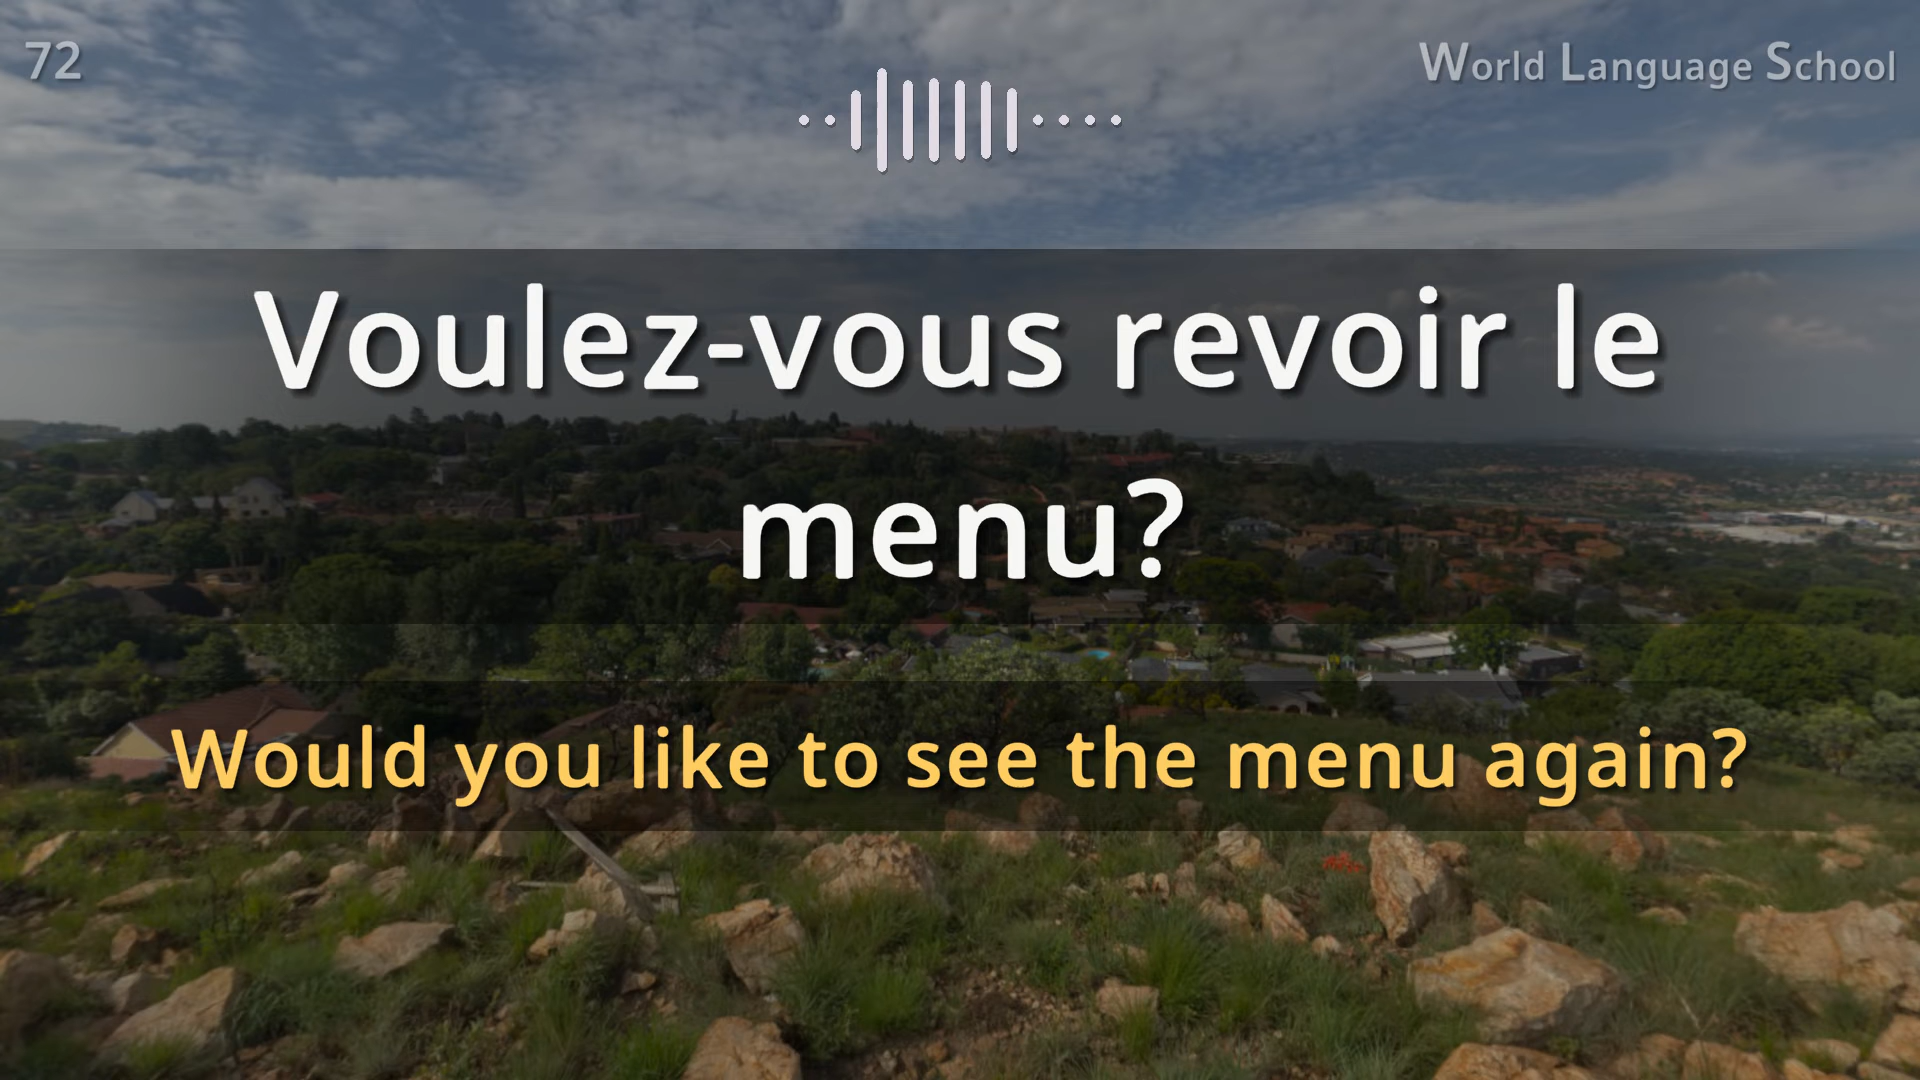 72
World Language School
Voulez-vous revoir le
menu?
Would you like to see the menu again?